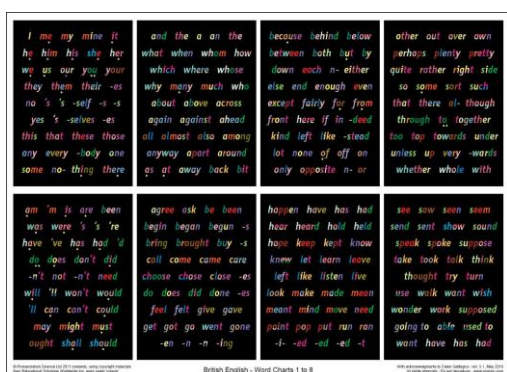 I me my mine it
he him his she her
we us our you your
they them their -es
no 's 's -self -s -s
yes 's -selves -es
this that these those
any every -body one
some no- thing there
and the a an the
what when whom how
which where whose
why many much who
about above across
again against ahead
all almost also among
anyway apart around
as at away back bit
because behind below
between both but by
down each n- either
else end enough even
except fairly for from
front here if in -deed
kind left like -stead
lot none of off on
only opposite n- or
other out over own
perhaps plenty pretty
quite rather right side
so some sort such
that there al- though
through to together
too top towards under
unless up very -wards
whether whole with
am 'm is are been
was were 's 's 're
have 've has had 'd
do does don't did
-n't not -n't need
will 'll won't would
'll can can't could
may might must
ought shall should
agree ask be been
begin began begun -s
bring brought buy -s
call come came care
choose chose close -es
do does did done -es
feel felt give gave
get got go went gone
-en -n -n -ing
happen have has had
hear heard hold held
hope keep kept know
knew let learn leave
left like listen live
look make made mean
meant mind move need
point pop put run ran
-i- -ed -ed -ed -t
see saw seen seem
send sent show sound
speak spoke suppose
take took talk think
thought try turn
use walk want wish
wonder work supposed
going to able used to
want have has had
British English - Word Charts 1 to 8